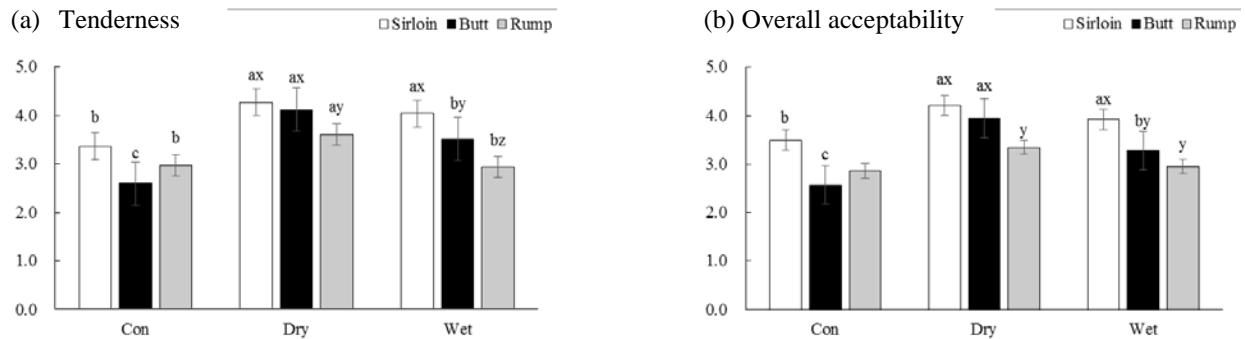 (a) Tenderness
Sirloin Butt Rump
5.0
4.0
3.0
2.0
1.0
0.0
b
c
b
ax
ax
ay
ax
by
bz
Con Dry Wet
(b) Overall acceptability
Sirloin Butt Rump
5.0
4.0
3.0
2.0
1.0
0.0
b
c
ax
ax
y
ax
by
y
Con Dry Wet